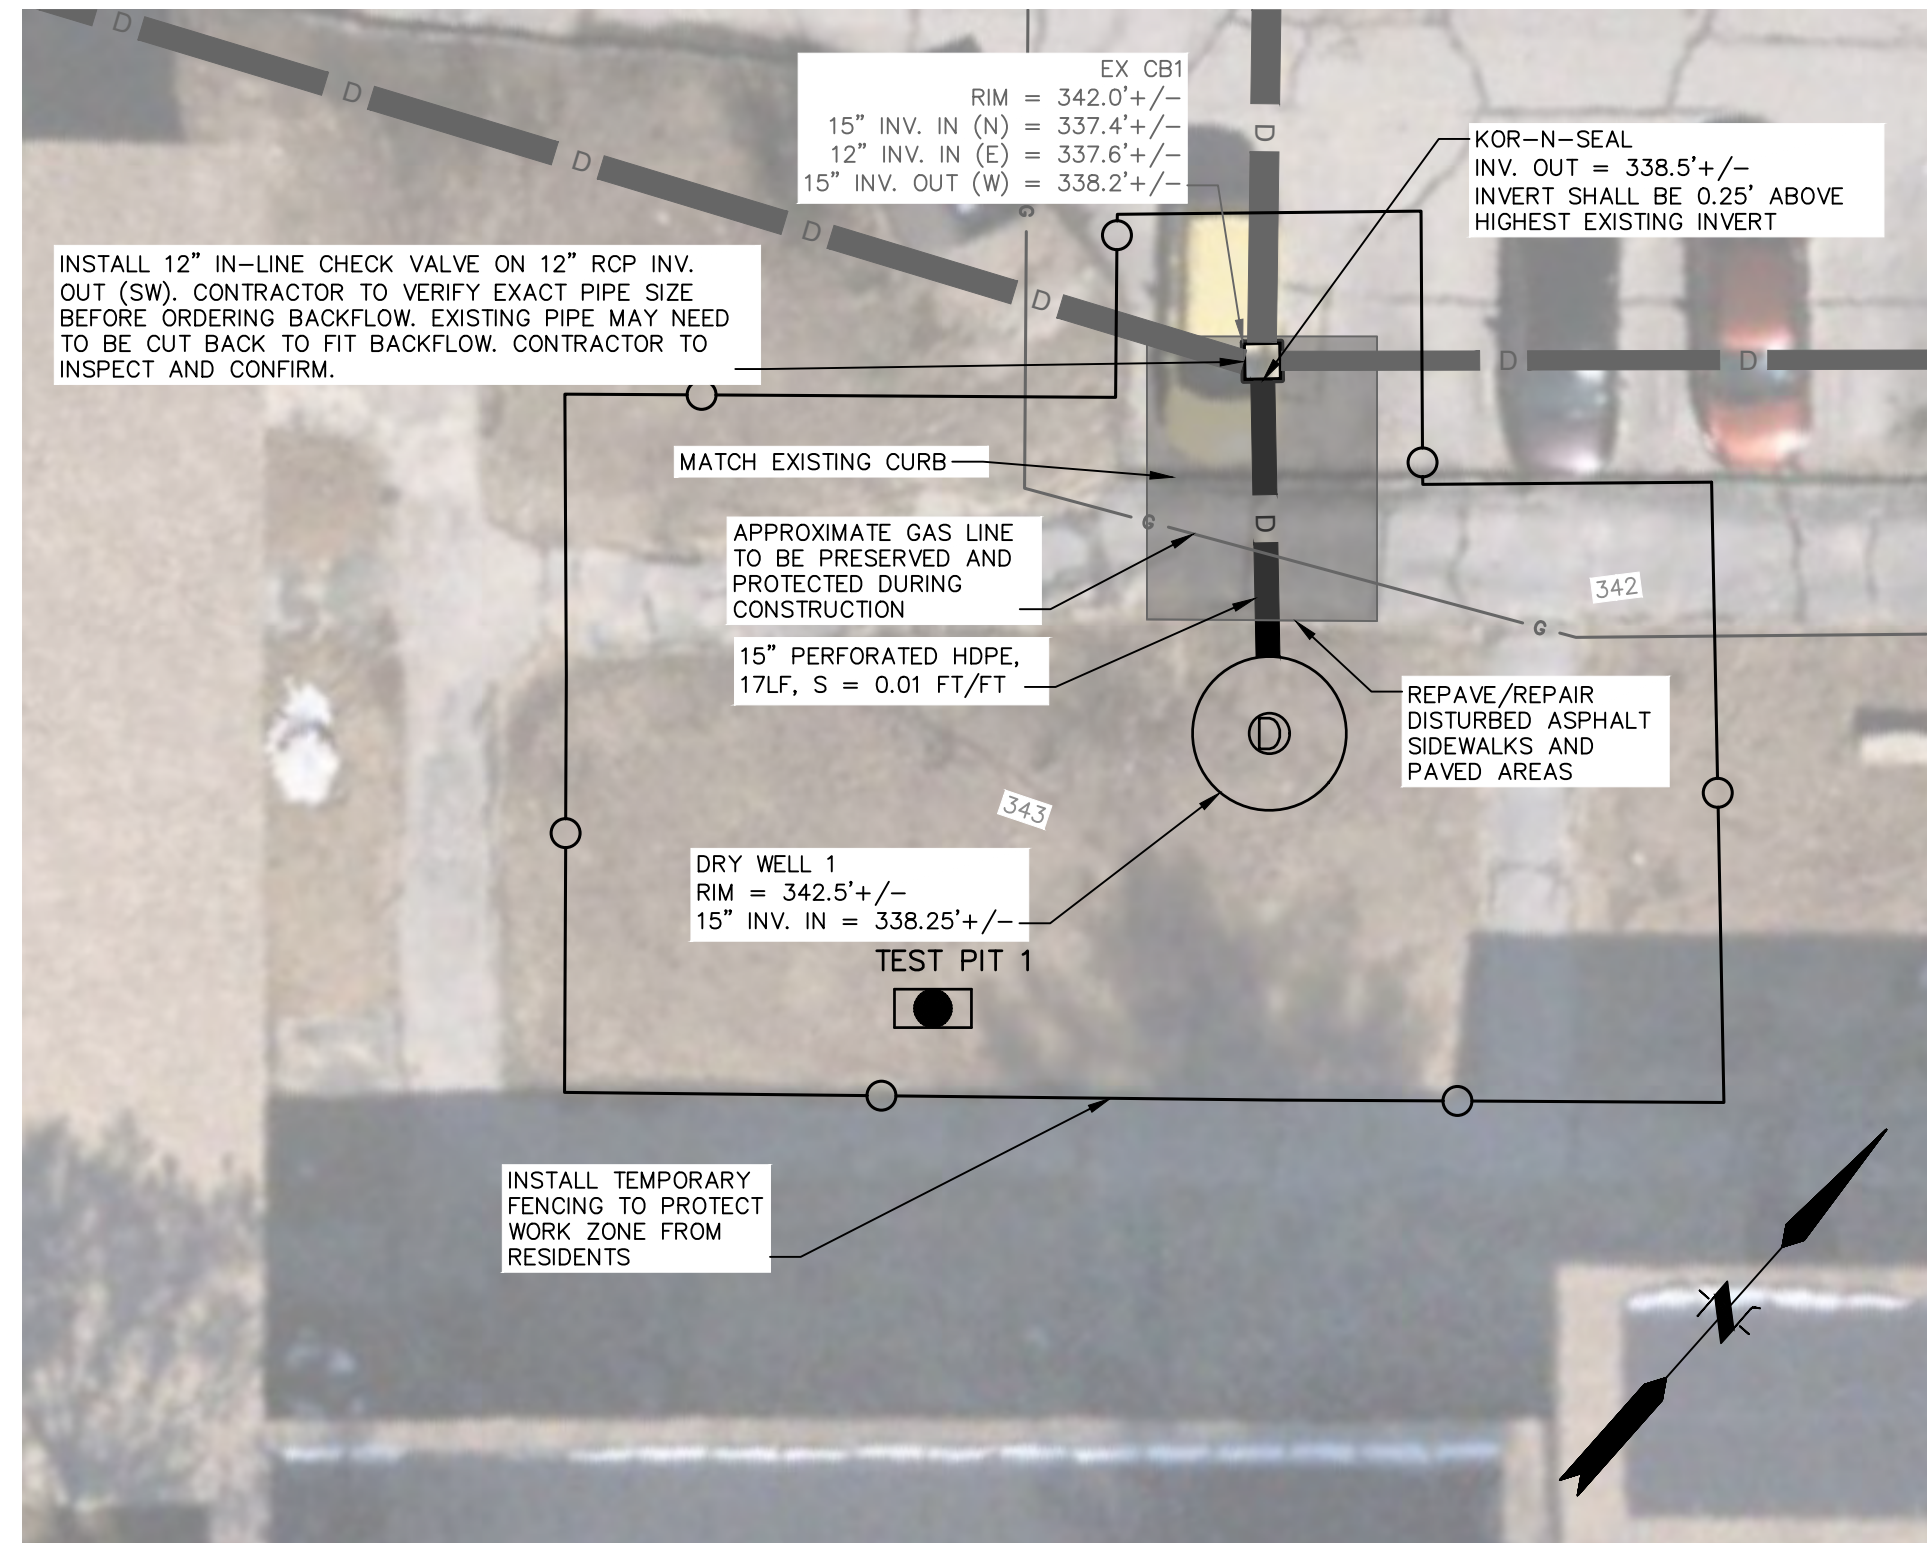 D
D
D
D
D
D
EX CB1
RIM = 342.0'+/-
15" INV. IN (N) = 337.4'+/-
12" INV. IN (E) = 337.6'+/-
15" INV. OUT (W) = 338.2'+/-
KOR-N-SEAL
INV. OUT = 338.5'+/-
INVERT SHALL BE 0.25' ABOVE
HIGHEST EXISTING INVERT
G
INSTALL 12" IN-LINE CHECK VALVE ON 12" RCP INV.
OUT (SW). CONTRACTOR TO VERIFY EXACT PIPE SIZE
BEFORE ORDERING BACKFLOW. EXISTING PIPE MAY NEED
TO BE CUT BACK TO FIT BACKFLOW. CONTRACTOR TO
INSPECT AND CONFIRM.
D
D
MATCH EXISTING CURB
G
D
APPROXIMATE GAS LINE
TO BE PRESERVED AND
PROTECTED DURING
CONSTRUCTION
342
G
15" PERFORATED HDPE,
17LF, S = 0.01 FT/FT
REPAVE/REPAIR
DISTURBED ASPHALT
SIDEWALKS AND
PAVED AREAS
D
343
DRY WELL 1
RIM = 342.5'+/-
15" INV. IN = 338.25'+/-
TEST PIT 1
INSTALL TEMPORARY
FENCING TO PROTECT
WORK ZONE FROM
RESIDENTS
N